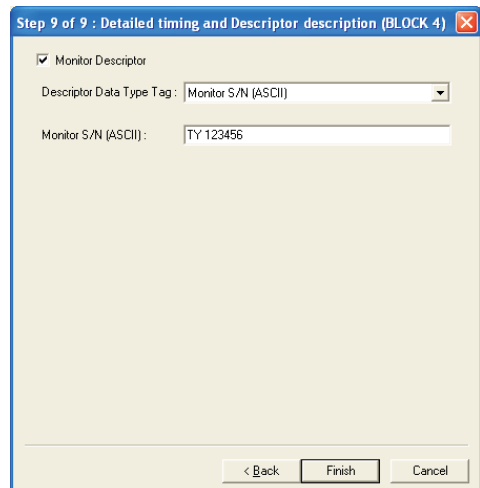 Step 9 of 9 : Detailed timing and Descriptor description (BLOCK 4)
Monitor Descriptor
Descriptor Data Type Tag : Monitor S/N (ASCII)
Monitor S/N (ASCII) : TY 123456
< Back Finish Cancel